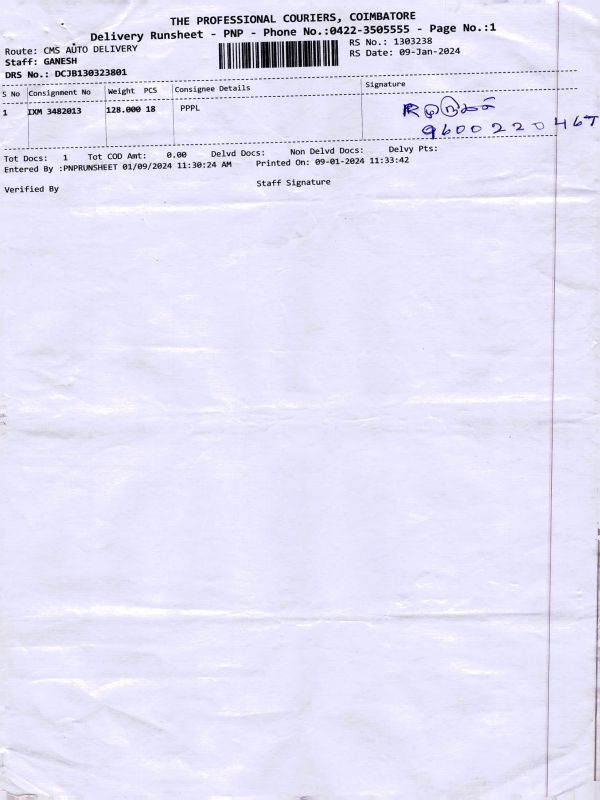 THE PROFESSIONAL COURIERS, COIMBATORE
Delivery Runsheet - PNP - Phone No.:0422-3505555 - Page No.:1
Route: CMS AUTO DELIVERY
RS No.: 1303238
Staff: GANESH
RS Date: 09-Jan-2024
DRS No.: DCJB130323801
S No Consignment No Weight PCS Consignee Details Signature
1 IXM 3482013 128.000 18 PPPL
R முருகன்
9600220467
Tot Docs: 1 Tot COD Amt: 0.00 Delvd Docs: Non Delvd Docs: Delvy Pts:
Entered By :PNPRUNSHEET 01/09/2024 11:30:24 AM Printed On: 09-01-2024 11:33:42
Verified By Staff Signature